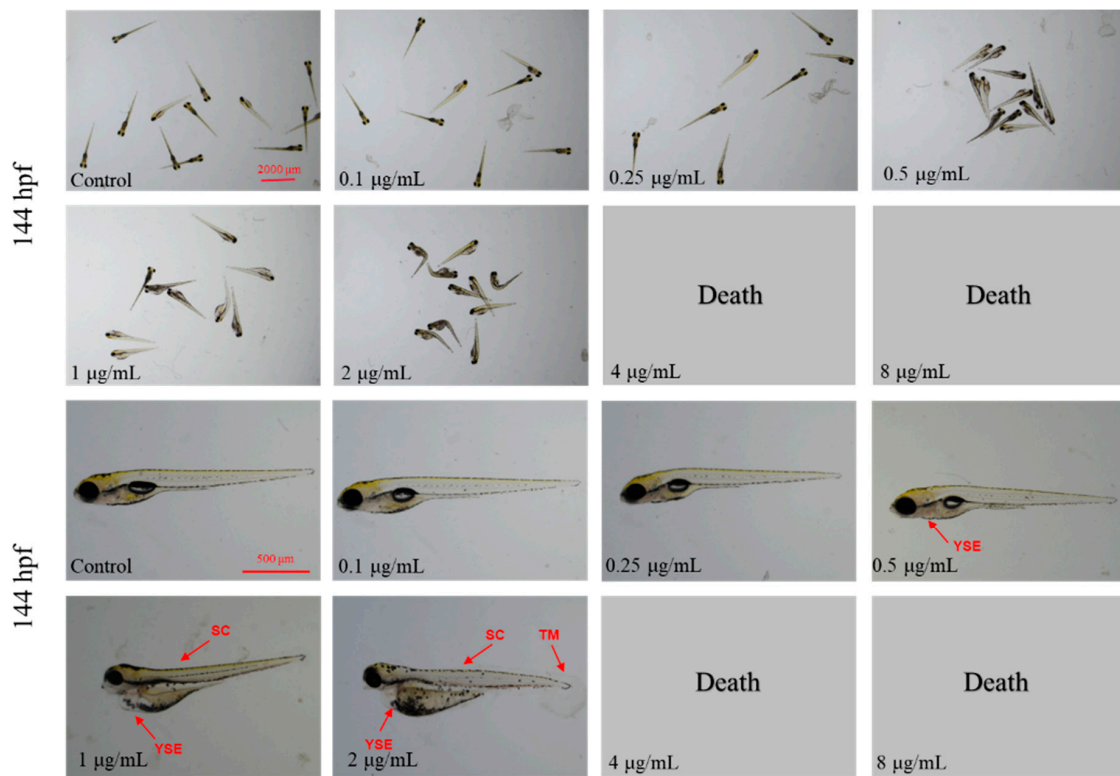 144 hpf
Control
2000 μm
0.1 μg/mL
0.25 μg/mL
0.5 μg/mL
1 μg/mL
2 μg/mL
Death
4 μg/mL
Death
8 μg/mL
144 hpf
Control
500 μm
0.1 μg/mL
0.25 μg/mL
YSE
0.5 μg/mL
SC
YSE
1 μg/mL
SC
TM
YSE
2 μg/mL
Death
4 μg/mL
Death
8 μg/mL